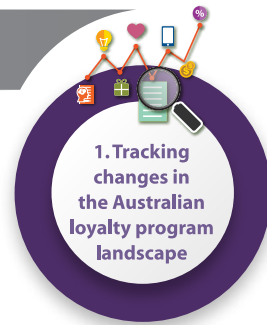 %
$
1. Tracking
changes in
the Australian
loyalty program
landscape